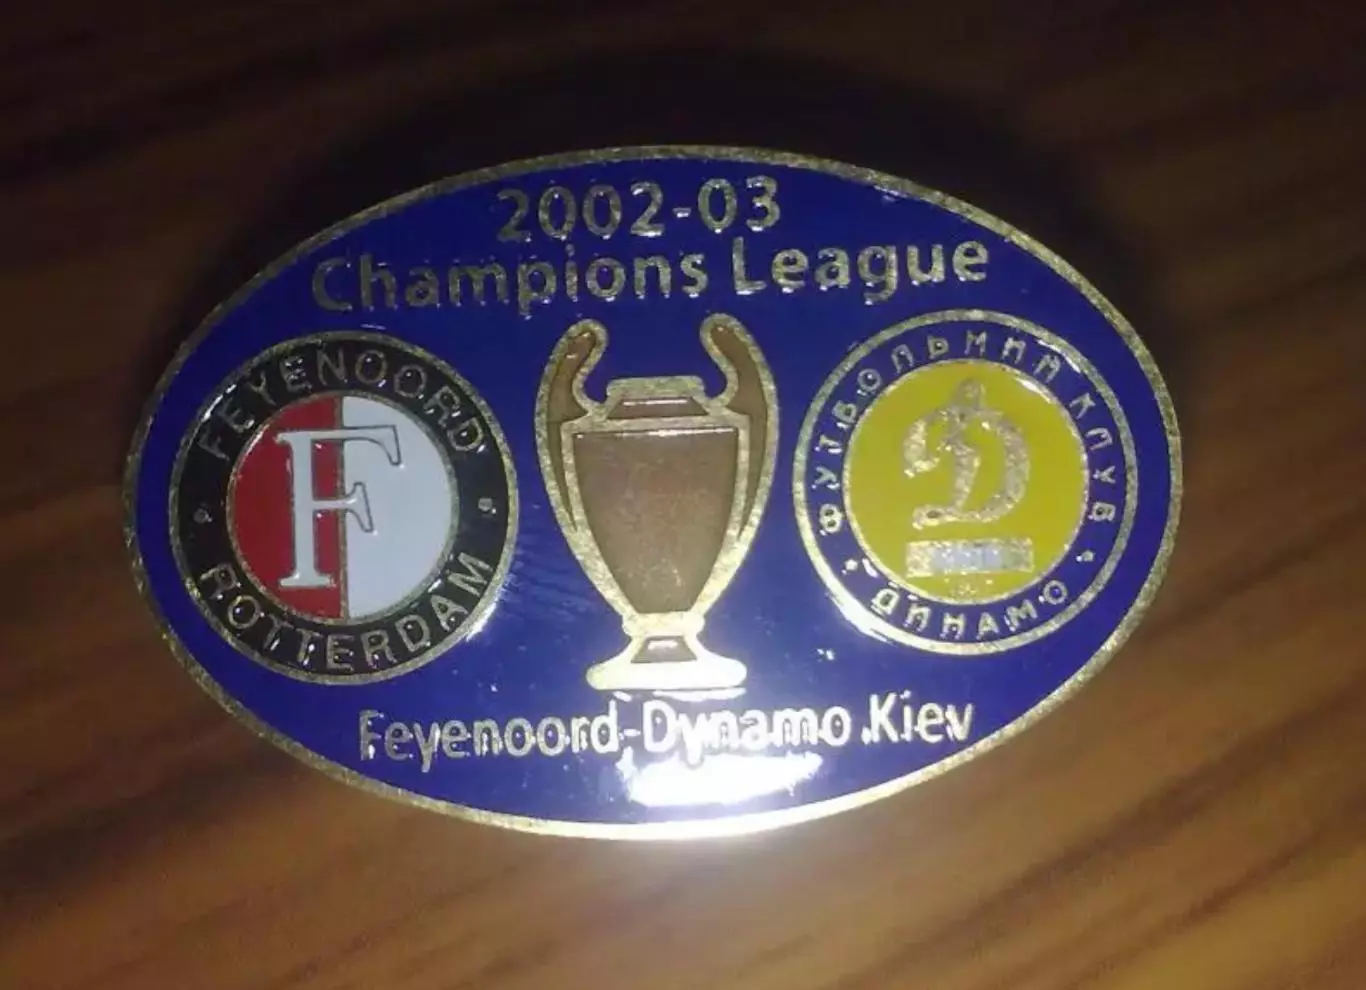 2002-03
Champions League
FEYENOORD
F
ROTTERDAM
ФУТБОЛЬНИЙ КЛУБ
Д
ДИНАМО
Feyenoord-Dynamo Kiev